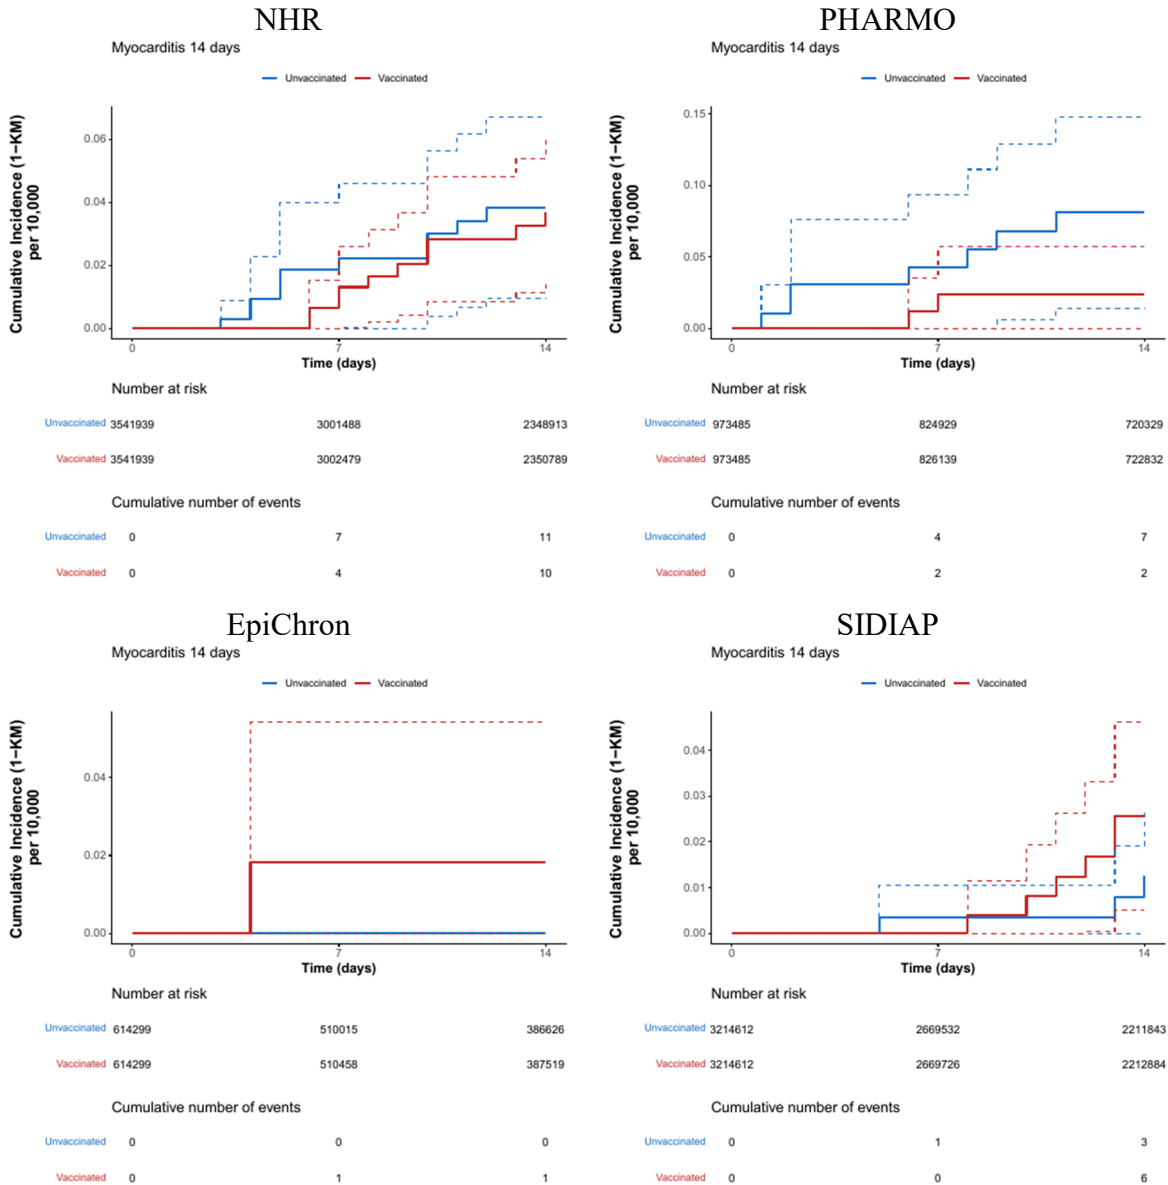 NHR
Myocarditis 14 days
Unvaccinated Vaccinated
Cumulative Incidence (1−KM)
per 10,000
0.06
0.04
0.02
0.00
0 7 14
Time (days)
Number at risk
Unvaccinated 3541939 3001488 2348913
Vaccinated 3541939 3002479 2350789
Cumulative number of events
Unvaccinated 0 7 11
Vaccinated 0 4 10
PHARMO
Myocarditis 14 days
Unvaccinated Vaccinated
Cumulative Incidence (1−KM)
per 10,000
0.15
0.10
0.05
0.00
0 7 14
Time (days)
Number at risk
Unvaccinated 973485 824929 720329
Vaccinated 973485 826139 722832
Cumulative number of events
Unvaccinated 0 4 7
Vaccinated 0 2 2
EpiChron
Myocarditis 14 days
Unvaccinated Vaccinated
Cumulative Incidence (1−KM)
per 10,000
0.04
0.02
0.00
0 7 14
Time (days)
Number at risk
Unvaccinated 614299 510015 386626
Vaccinated 614299 510458 387519
Cumulative number of events
Unvaccinated 0 0 0
Vaccinated 0 1 1
SIDIAP
Myocarditis 14 days
Unvaccinated Vaccinated
Cumulative Incidence (1−KM)
per 10,000
0.04
0.03
0.02
0.01
0.00
0 7 14
Time (days)
Number at risk
Unvaccinated 3214612 2669532 2211843
Vaccinated 3214612 2669726 2212884
Cumulative number of events
Unvaccinated 0 1 3
Vaccinated 0 0 6